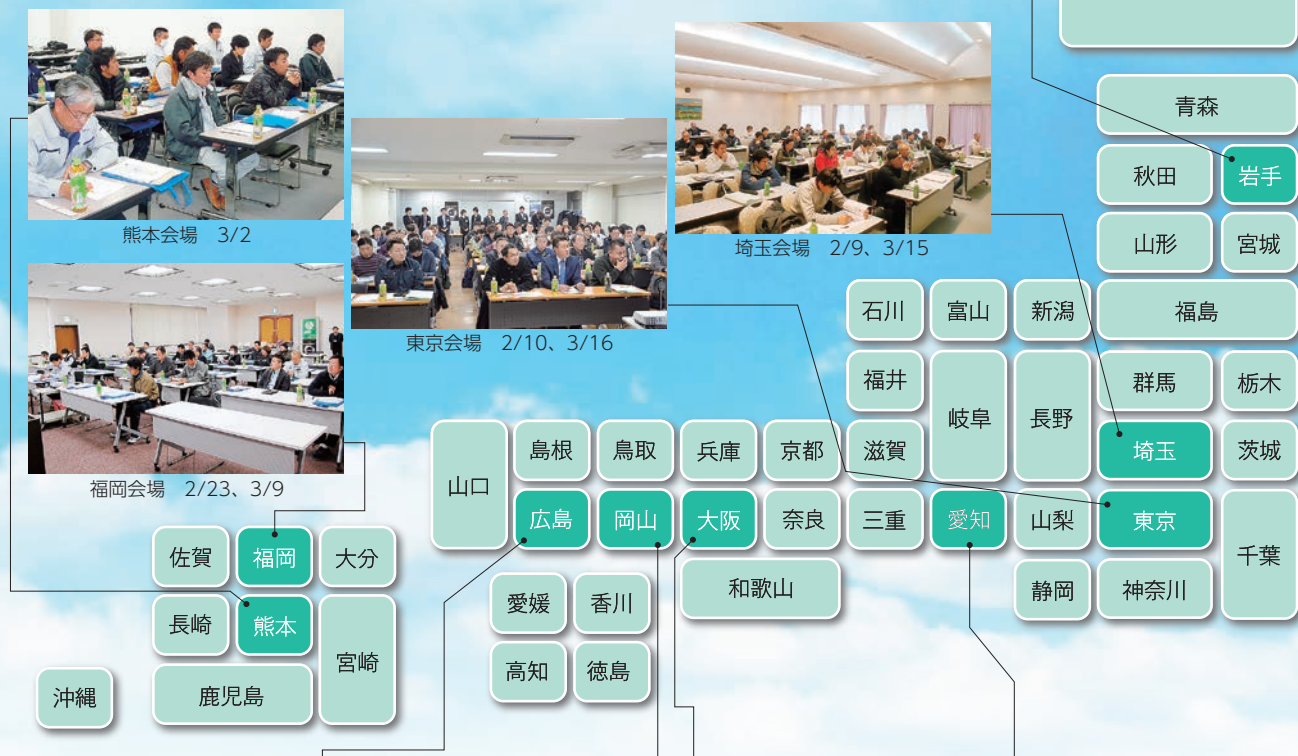 熊本会場　3/2
埼玉会場　2/9、3/15
東京会場　2/10、3/16
福岡会場　2/23、3/9
青森
秋田
岩手
山形
宮城
石川
富山
新潟
福島
福井
岐阜
長野
群馬
栃木
山口
島根
鳥取
兵庫
京都
滋賀
埼玉
茨城
広島
岡山
大阪
奈良
三重
愛知
山梨
東京
千葉
佐賀
福岡
大分
愛媛
香川
和歌山
静岡
神奈川
長崎
熊本
宮崎
高知
徳島
沖縄
鹿児島